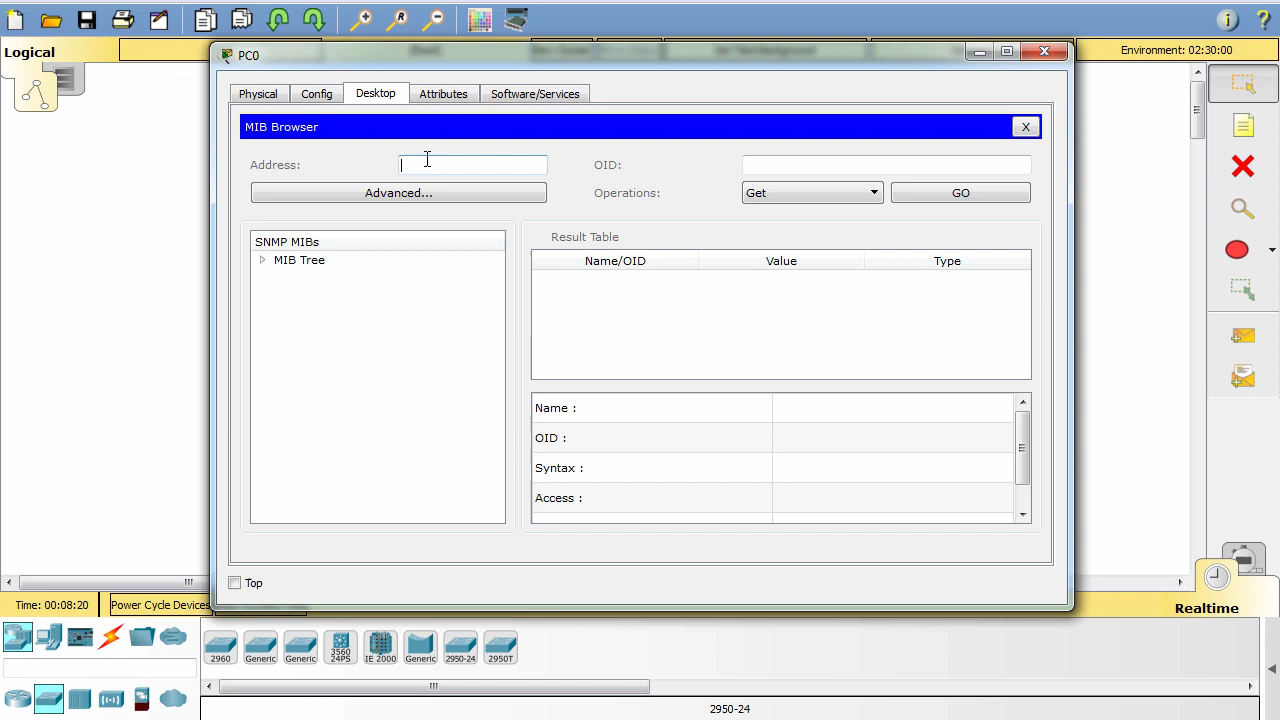 Logical
Environment: 02:30:00
PC0
Physical
Config
Desktop
Attributes
Software/Services
MIB Browser
X
Address:
OID:
Advanced...
Operations:
Get
GO
SNMP MIBs
MIB Tree
Result Table
Name/OID
Value
Type
Name :
OID :
Syntax :
Access :
Top
Time: 00:08:20
Power Cycle Devices
Realtime
2960
Generic
Generic
3560
24PS
IE 2000
Generic
2950-24
2950T
2950-24